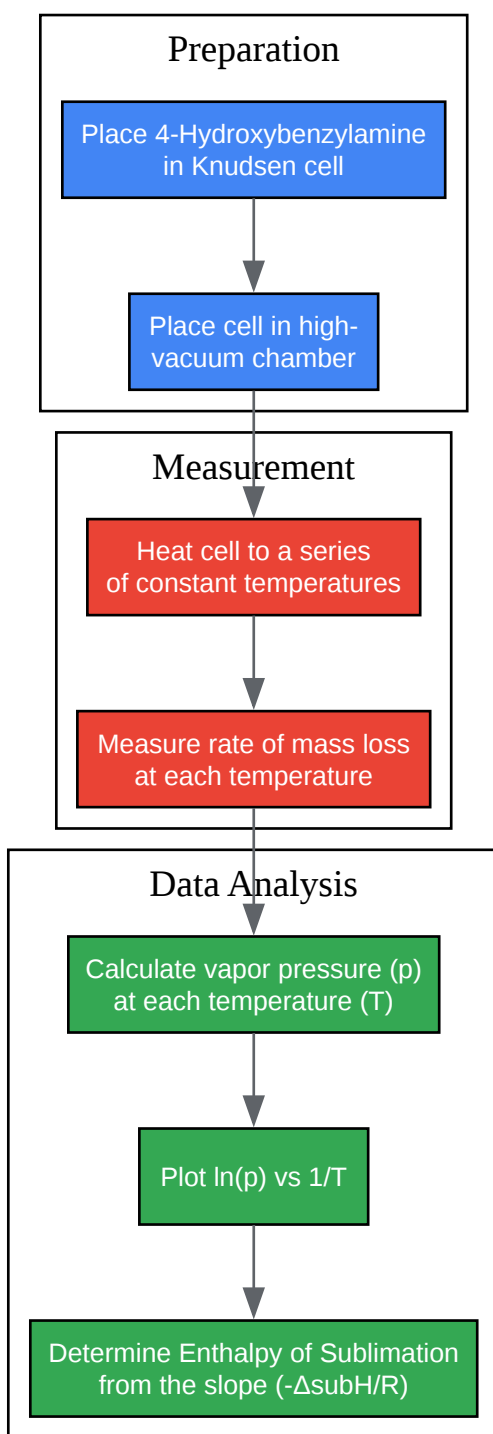 Preparation
Place 4-Hydroxybenzylamine
in Knudsen cell
Place cell in high-
vacuum chamber
Measurement
Heat cell to a series
of constant temperatures
Measure rate of mass loss
at each temperature
Data Analysis
Calculate vapor pressure (p)
at each temperature (T)
Plot ln(p) vs 1/T
Determine Enthalpy of Sublimation
from the slope (-ΔsubH/R)